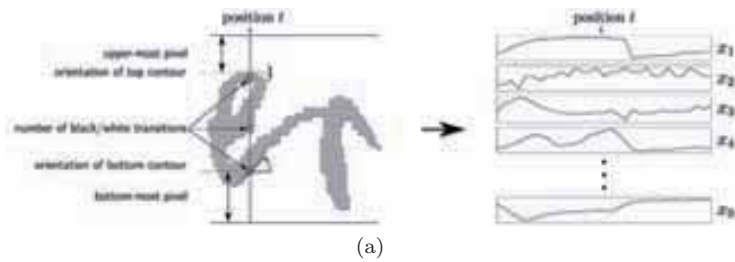 position t
upper-most pixel
orientation of top contour
number of black/white transitions
orientation of bottom contour
bottom-most pixel
position t
x1
x2
x3
x4
x9
(a)